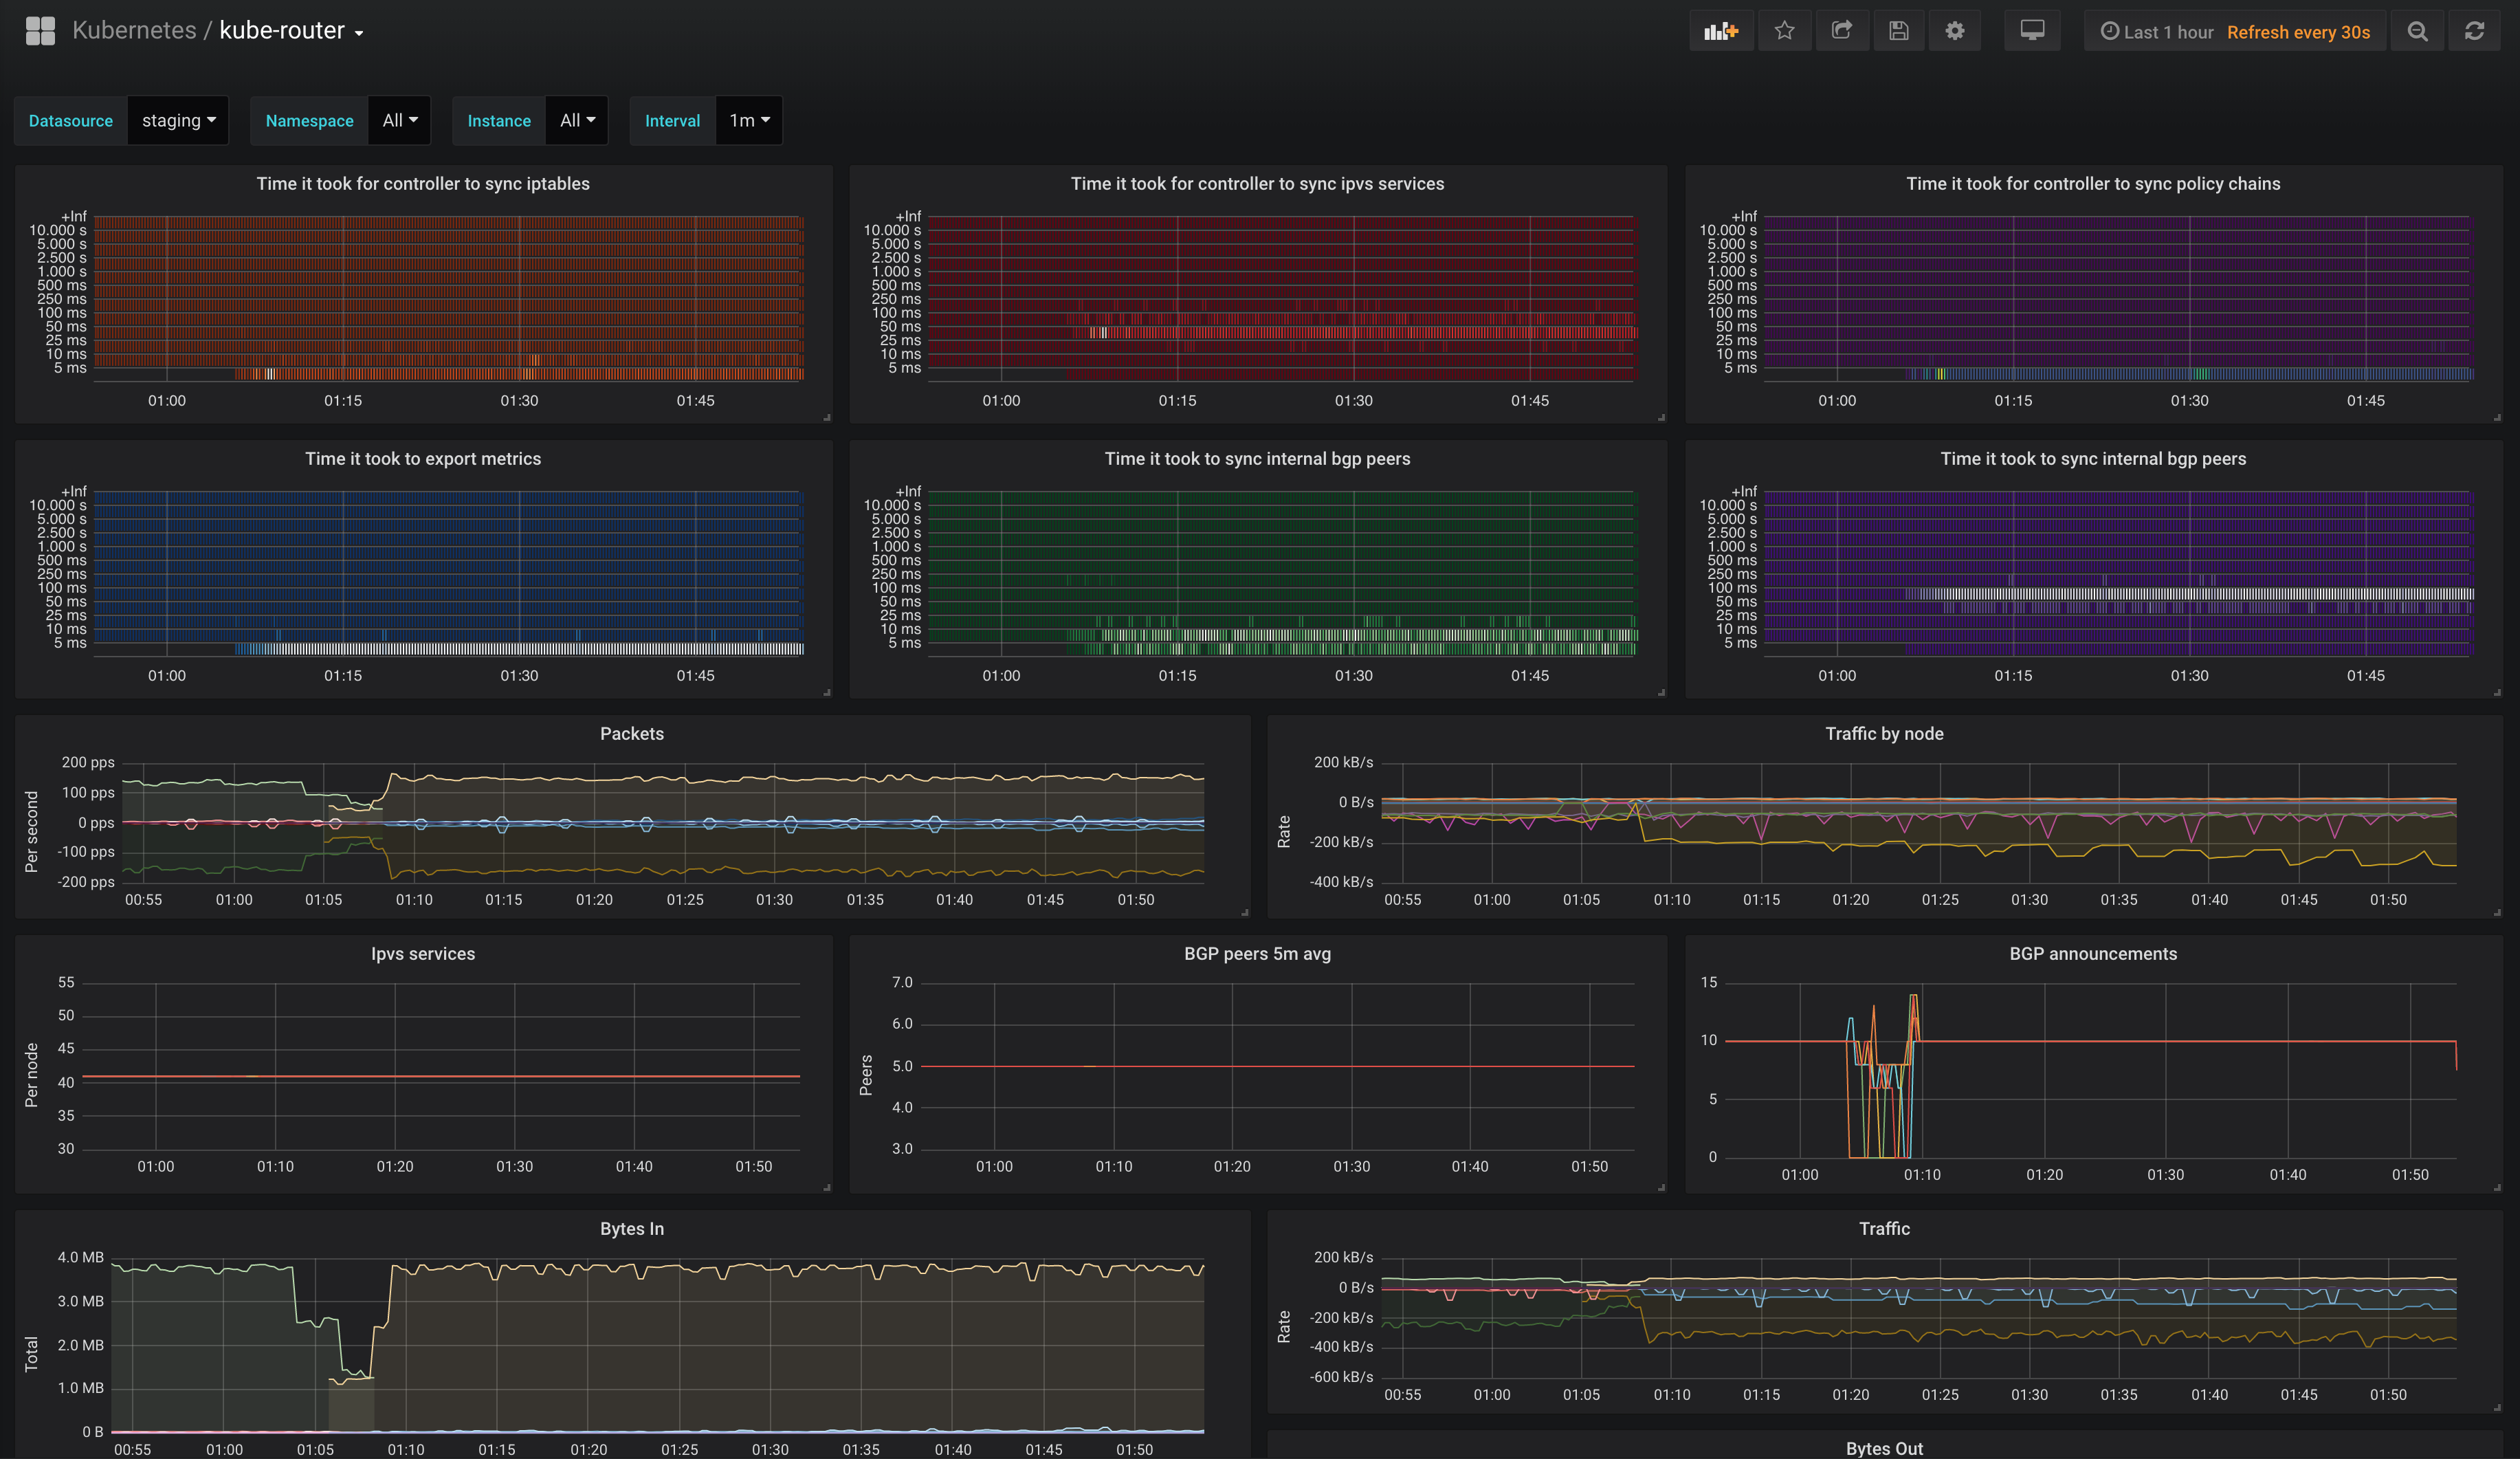 Kubernetes / kube-router
Last 1 hour Refresh every 30s
Datasource staging Namespace All Instance All Interval 1m
Time it took for controller to sync iptables
+Inf
10.000 s
5.000 s
2.500 s
1.000 s
500 ms
250 ms
100 ms
50 ms
25 ms
10 ms
5 ms
01:00 01:15 01:30 01:45
Time it took for controller to sync ipvs services
+Inf
10.000 s
5.000 s
2.500 s
1.000 s
500 ms
250 ms
100 ms
50 ms
25 ms
10 ms
5 ms
01:00 01:15 01:30 01:45
Time it took for controller to sync policy chains
+Inf
10.000 s
5.000 s
2.500 s
1.000 s
500 ms
250 ms
100 ms
50 ms
25 ms
10 ms
5 ms
01:00 01:15 01:30 01:45
Time it took to export metrics
+Inf
10.000 s
5.000 s
2.500 s
1.000 s
500 ms
250 ms
100 ms
50 ms
25 ms
10 ms
5 ms
01:00 01:15 01:30 01:45
Time it took to sync internal bgp peers
+Inf
10.000 s
5.000 s
2.500 s
1.000 s
500 ms
250 ms
100 ms
50 ms
25 ms
10 ms
5 ms
01:00 01:15 01:30 01:45
Time it took to sync internal bgp peers
+Inf
10.000 s
5.000 s
2.500 s
1.000 s
500 ms
250 ms
100 ms
50 ms
25 ms
10 ms
5 ms
01:00 01:15 01:30 01:45
Packets
Per second
200 pps
100 pps
0 pps
-100 pps
-200 pps
00:55 01:00 01:05 01:10 01:15 01:20 01:25 01:30 01:35 01:40 01:45 01:50
Traffic by node
Rate
200 kB/s
0 B/s
-200 kB/s
-400 kB/s
00:55 01:00 01:05 01:10 01:15 01:20 01:25 01:30 01:35 01:40 01:45 01:50
Ipvs services
Per node
55
50
45
40
35
30
01:00 01:10 01:20 01:30 01:40 01:50
BGP peers 5m avg
Peers
7.0
6.0
5.0
4.0
3.0
01:00 01:10 01:20 01:30 01:40 01:50
BGP announcements
15
10
5
0
01:00 01:10 01:20 01:30 01:40 01:50
Bytes In
Total
4.0 MB
3.0 MB
2.0 MB
1.0 MB
0 B
00:55 01:00 01:05 01:10 01:15 01:20 01:25 01:30 01:35 01:40 01:45 01:50
Traffic
Rate
200 kB/s
0 B/s
-200 kB/s
-400 kB/s
-600 kB/s
00:55 01:00 01:05 01:10 01:15 01:20 01:25 01:30 01:35 01:40 01:45 01:50
Bytes Out